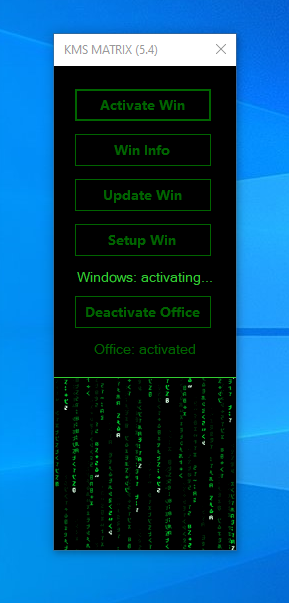 KMS MATRIX (5.4)
Activate Win
Win Info
Update Win
Setup Win
Windows: activating...
Deactivate Office
Office: activated